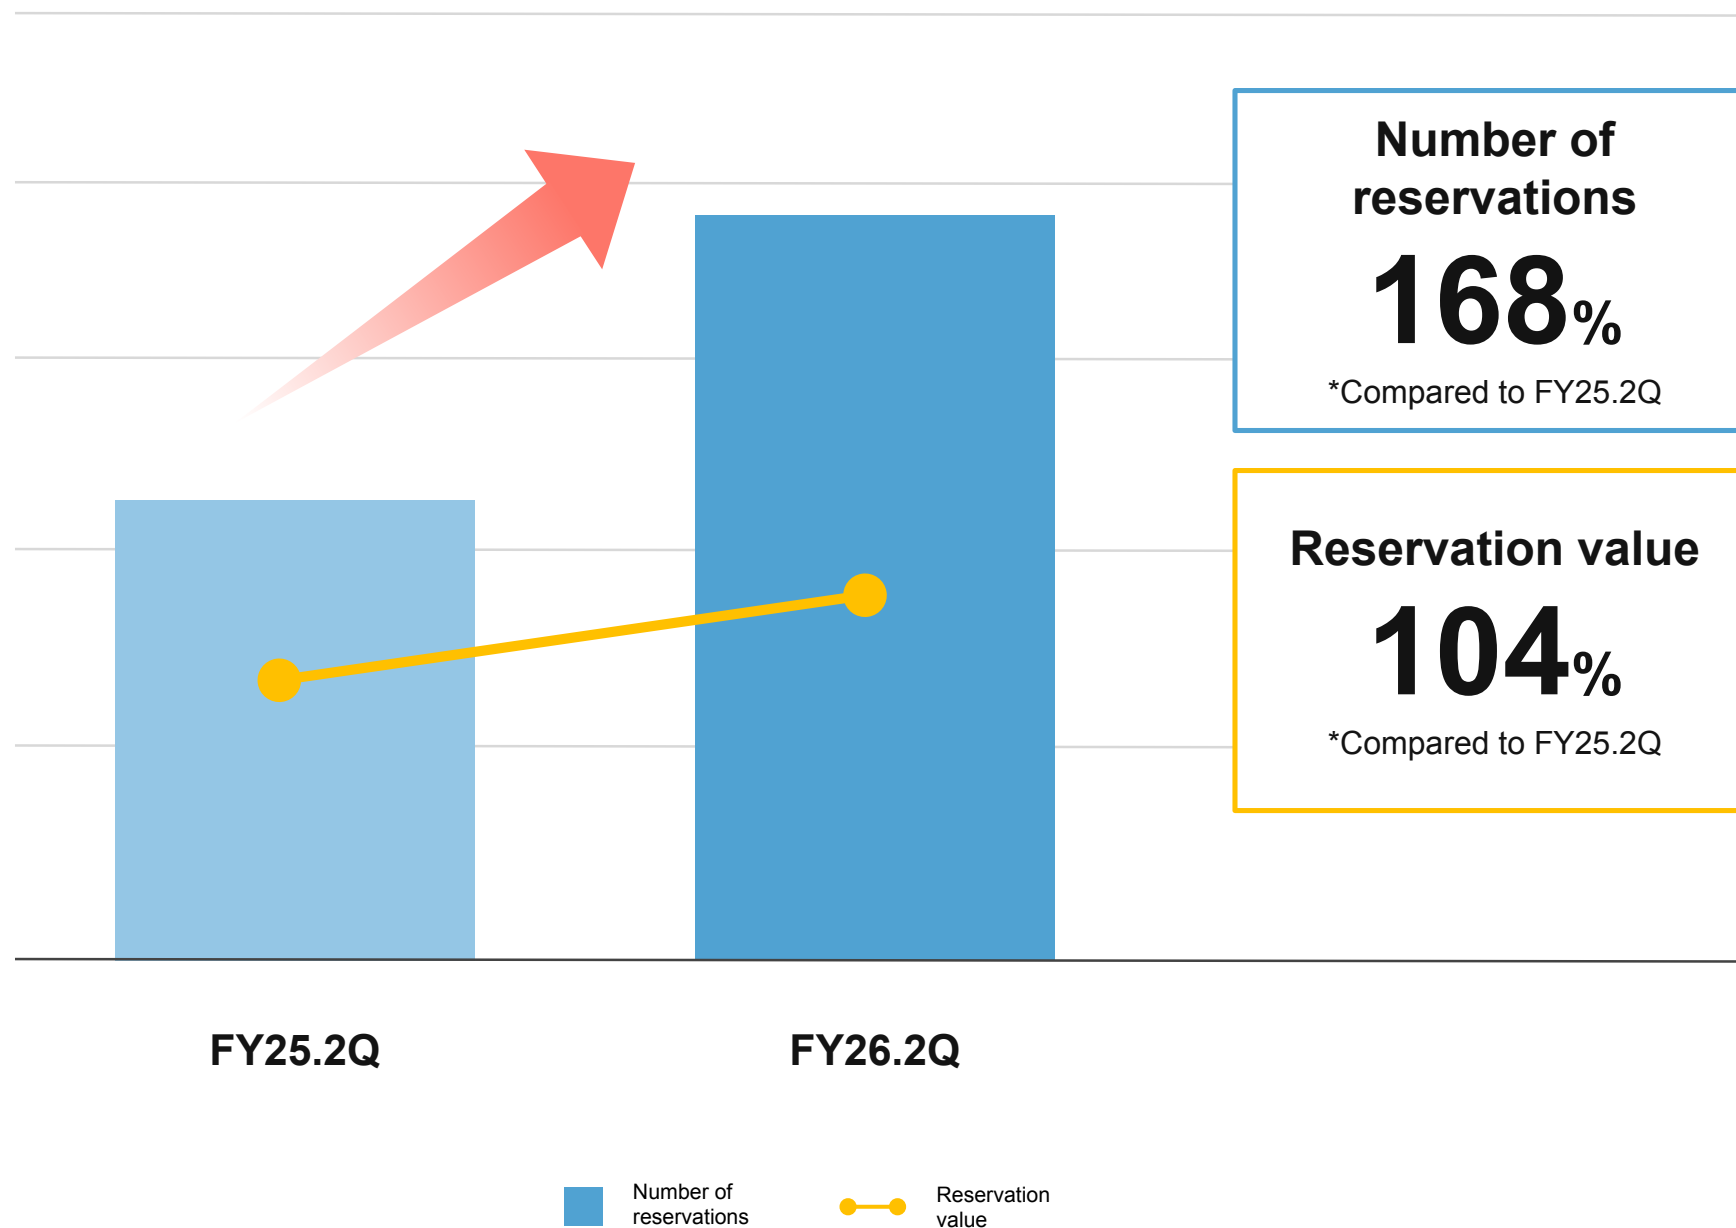 Number of
reservations
168%
*Compared to FY25.2Q
Reservation value
104%
*Compared to FY25.2Q
FY25.2Q
FY26.2Q
Number of
reservations
Reservation
value